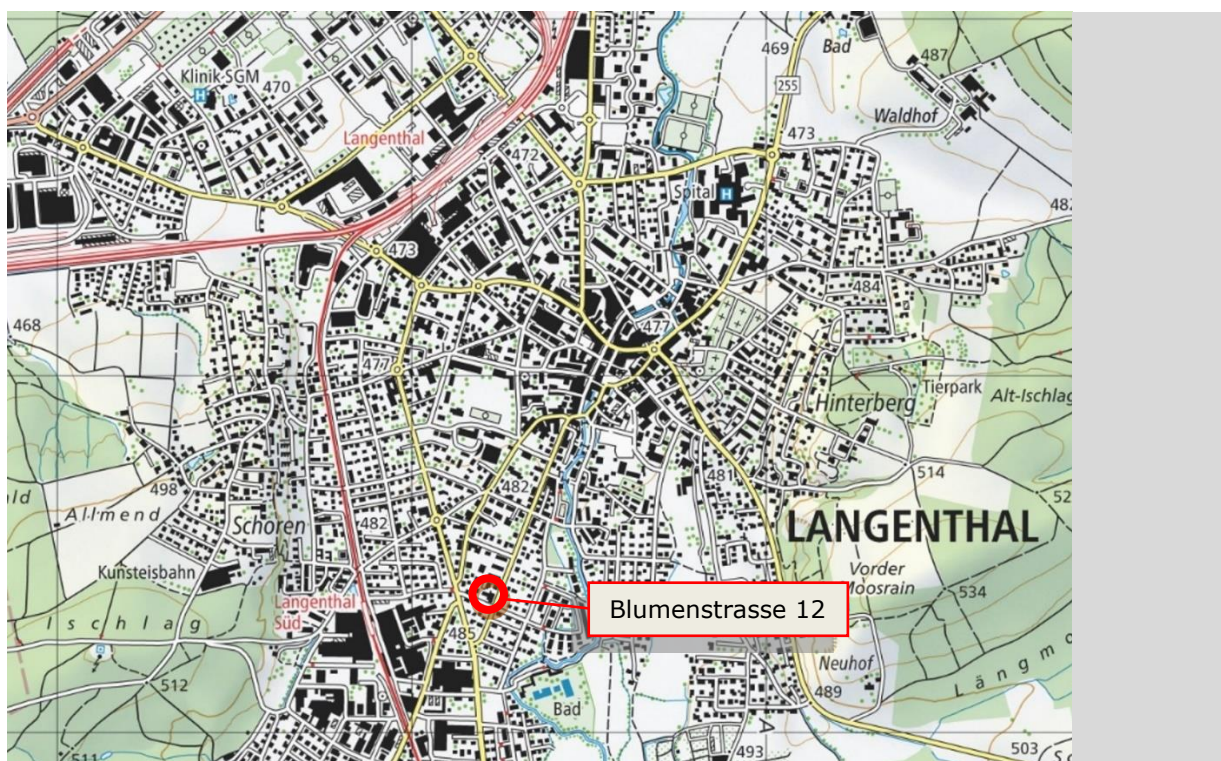 469
Bad
487
Klinik SGM
470
255
Waldhof
Langenthal
473
472
Spital
H
H
482
473
484
468
477
477
Tierpark
Alt-Ischlag
Hinterberg
498
482
481
514
Allmend
Schoren
482
LANGENTHAL
Kunsteisbahn
Vorder
Moosrain
534
Langenthal
Süd
Blumenstrasse 12
Ischlag
485
Neuhof
512
489
Bad
493
503
511